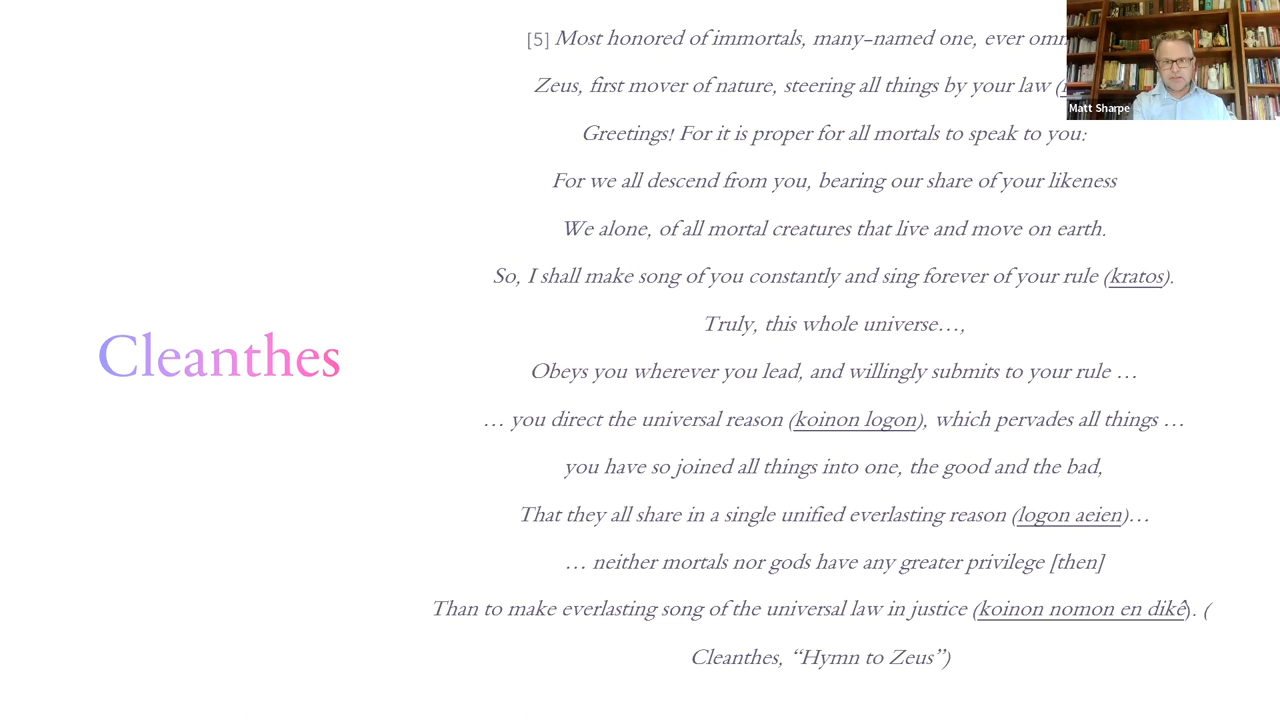 [5] Most honored of immortals, many-named one, ever
Zeus, first mover of nature, steering all things by your law (
Matt Sharpe
Greetings! For it is proper for all mortals to speak to you:
For we all descend from you, bearing our share of your likeness
We alone, of all mortal creatures that live and move on earth.
So, I shall make song of you constantly and sing forever of your rule (kratos).
Truly, this whole universe…,
Cleanthes
Obeys you wherever you lead, and willingly submits to your rule …
… you direct the universal reason (koinon logon), which pervades all things …
you have so joined all things into one, the good and the bad,
That they all share in a single unified everlasting reason (logon aeien)…
… neither mortals nor gods have any greater privilege [then]
Than to make everlasting song of the universal law in justice (koinon nomon en dikê). (
Cleanthes, “Hymn to Zeus”)